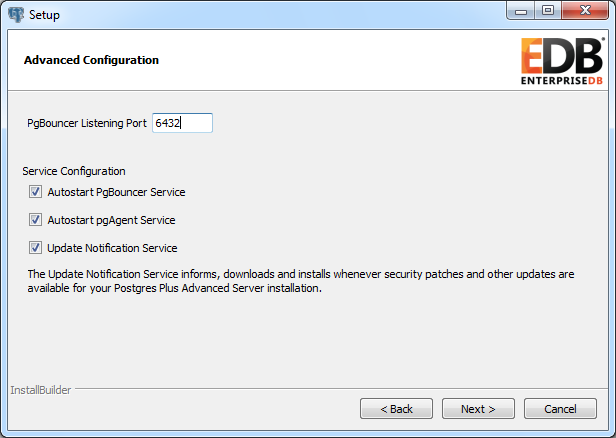 Setup
Advanced Configuration
EDB
ENTERPRISEDB
PgBouncer Listening Port 6432
Service Configuration
Autostart PgBouncer Service
Autostart pgAgent Service
Update Notification Service
The Update Notification Service informs, downloads and installs whenever security patches and other updates are
available for your Postgres Plus Advanced Server installation.
InstallBuilder
< Back Next > Cancel